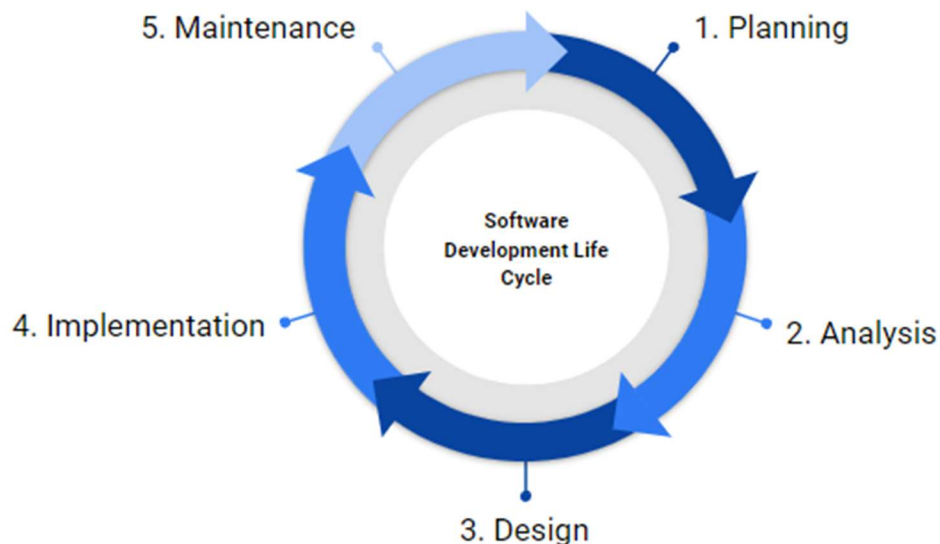 5. Maintenance
1. Planning
Software
Development Life
Cycle
4. Implementation
2. Analysis
3. Design